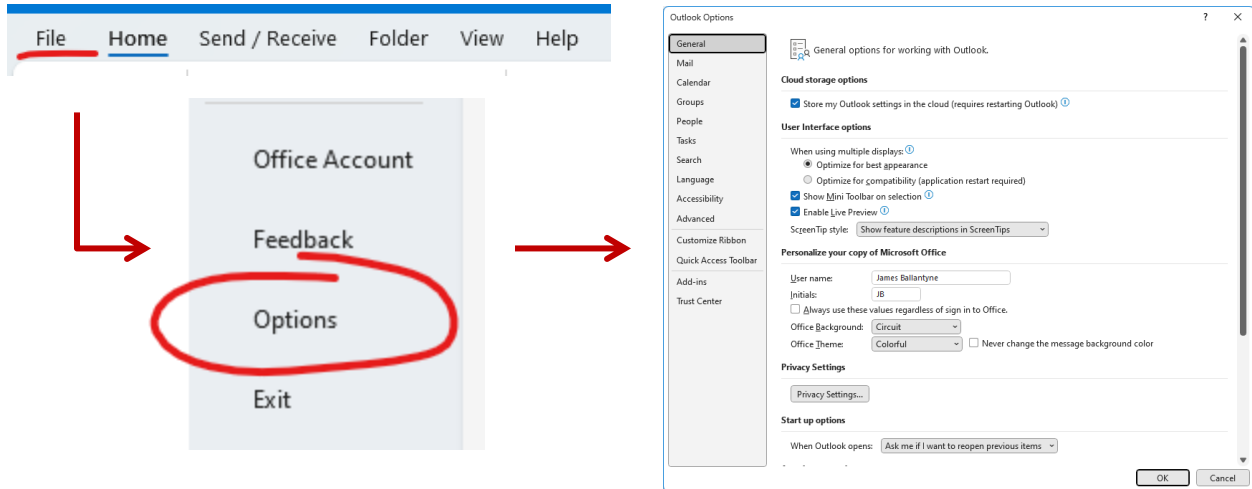 File Home Send / Receive Folder View Help
Office Account
Feedback
Options
Exit
Outlook Options ? X
General
Mail
Calendar
Groups
People
Tasks
Search
Language
Accessibility
Advanced
Customize Ribbon
Quick Access Toolbar
Add-ins
Trust Center
General options for working with Outlook.
Cloud storage options
Store my Outlook settings in the cloud (requires restarting Outlook)
User Interface options
When using multiple displays:
Optimize for best appearance
Optimize for compatibility (application restart required)
Show Mini Toolbar on selection
Enable Live Preview
ScreenTip style: Show feature descriptions in ScreenTips
Personalize your copy of Microsoft Office
User name: James Ballantyne
Initials: JB
Always use these values regardless of sign in to Office.
Office Background: Circuit
Office Theme: Colorful Never change the message background color
Privacy Settings
Privacy Settings...
Start up options
When Outlook opens: Ask me if I want to reopen previous items
OK Cancel